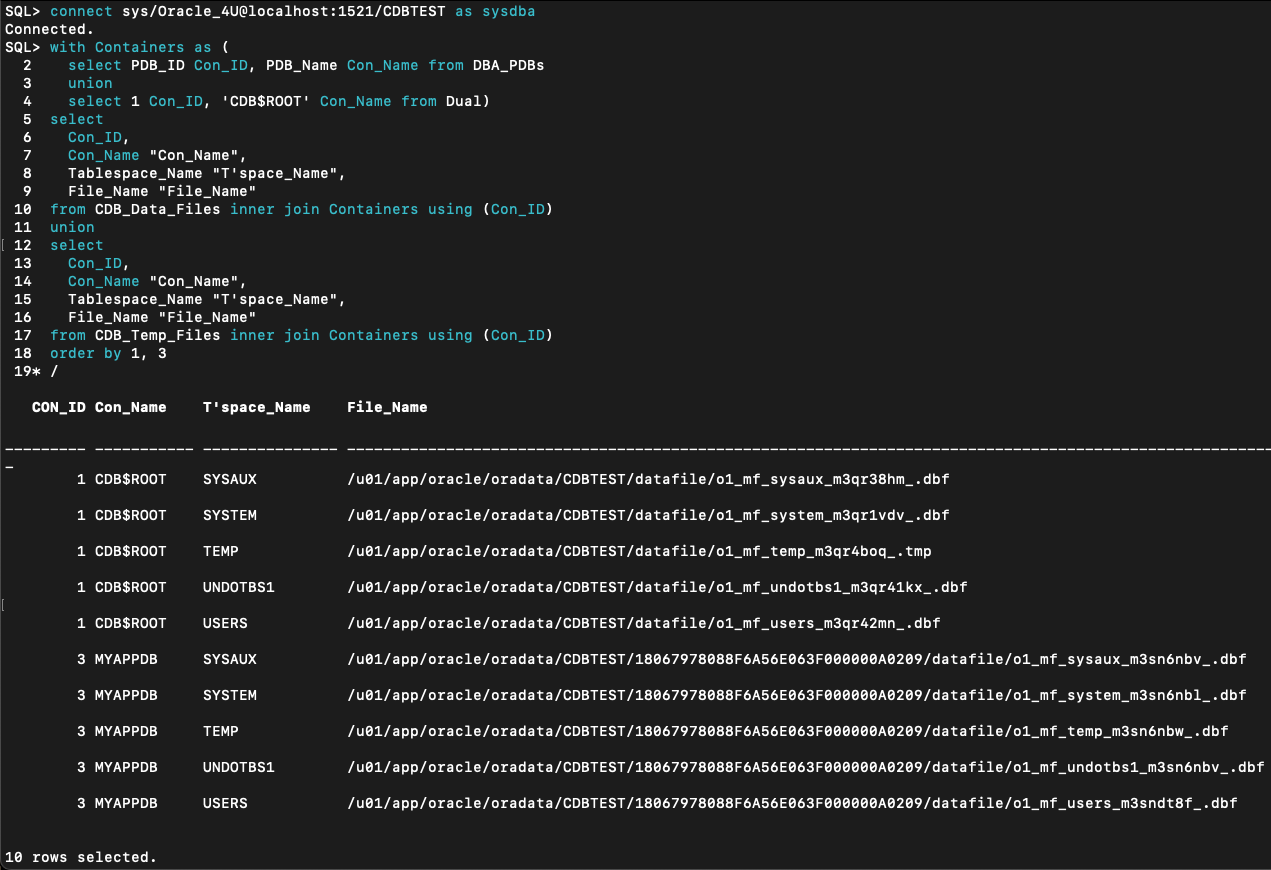 SQL> connect sys/Oracle_4U@localhost:1521/CDBTEST as sysdba
Connected.
SQL> with Containers as (
  2    select PDB_ID Con_ID, PDB_Name Con_Name from DBA_PDBs
  3    union
  4    select 1 Con_ID, 'CDB$ROOT' Con_Name from Dual)
  5  select
  6    Con_ID,
  7    Con_Name "Con_Name",
  8    Tablespace_Name "T'space_Name",
  9    File_Name "File_Name"
 10  from CDB_Data_Files inner join Containers using (Con_ID)
 11  union
[ 12  select
 13    Con_ID,
 14    Con_Name "Con_Name",
 15    Tablespace_Name "T'space_Name",
 16    File_Name "File_Name"
 17  from CDB_Temp_Files inner join Containers using (Con_ID)
 18  order by 1, 3
 19* /
   CON_ID Con_Name    T'space_Name    File_Name
--------- ----------- --------------- -------------------------------------------------------------------------------------------------------
-
        1 CDB$ROOT    SYSAUX          /u01/app/oracle/oradata/CDBTEST/datafile/o1_mf_sysaux_m3qr38hm_.dbf
        1 CDB$ROOT    SYSTEM          /u01/app/oracle/oradata/CDBTEST/datafile/o1_mf_system_m3qr1vdv_.dbf
        1 CDB$ROOT    TEMP            /u01/app/oracle/oradata/CDBTEST/datafile/o1_mf_temp_m3qr4boq_.tmp
        1 CDB$ROOT    UNDOTBS1        /u01/app/oracle/oradata/CDBTEST/datafile/o1_mf_undotbs1_m3qr41kx_.dbf
[
        1 CDB$ROOT    USERS           /u01/app/oracle/oradata/CDBTEST/datafile/o1_mf_users_m3qr42mn_.dbf
        3 MYAPPDB     SYSAUX          /u01/app/oracle/oradata/CDBTEST/18067978088F6A56E063F000000A0209/datafile/o1_mf_sysaux_m3sn6nbv_.dbf
        3 MYAPPDB     SYSTEM          /u01/app/oracle/oradata/CDBTEST/18067978088F6A56E063F000000A0209/datafile/o1_mf_system_m3sn6nbl_.dbf
        3 MYAPPDB     TEMP            /u01/app/oracle/oradata/CDBTEST/18067978088F6A56E063F000000A0209/datafile/o1_mf_temp_m3sn6nbw_.dbf
        3 MYAPPDB     UNDOTBS1        /u01/app/oracle/oradata/CDBTEST/18067978088F6A56E063F000000A0209/datafile/o1_mf_undotbs1_m3sn6nbv_.dbf
        3 MYAPPDB     USERS           /u01/app/oracle/oradata/CDBTEST/18067978088F6A56E063F000000A0209/datafile/o1_mf_users_m3sndt8f_.dbf
10 rows selected.